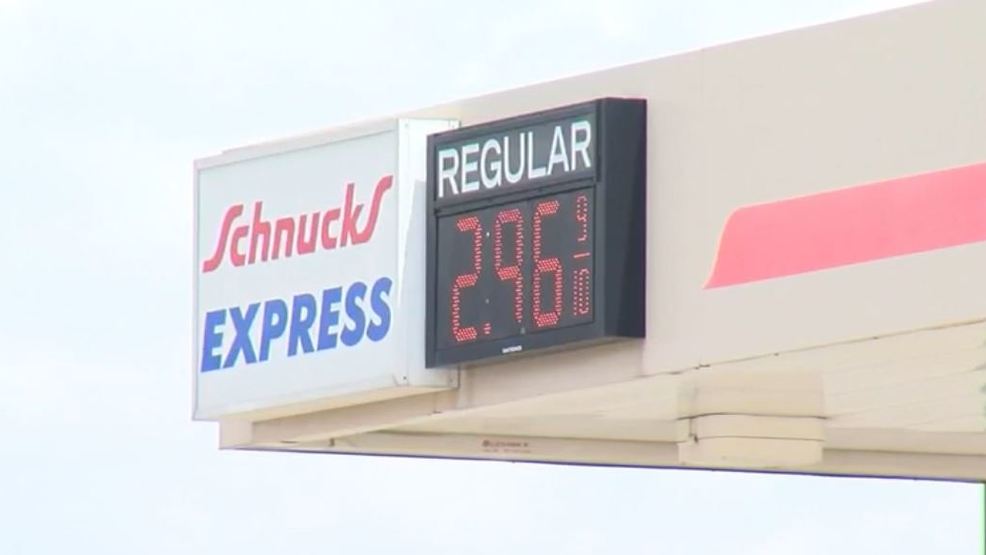 Schnucks
EXPRESS
REGULAR
2.96 9/10